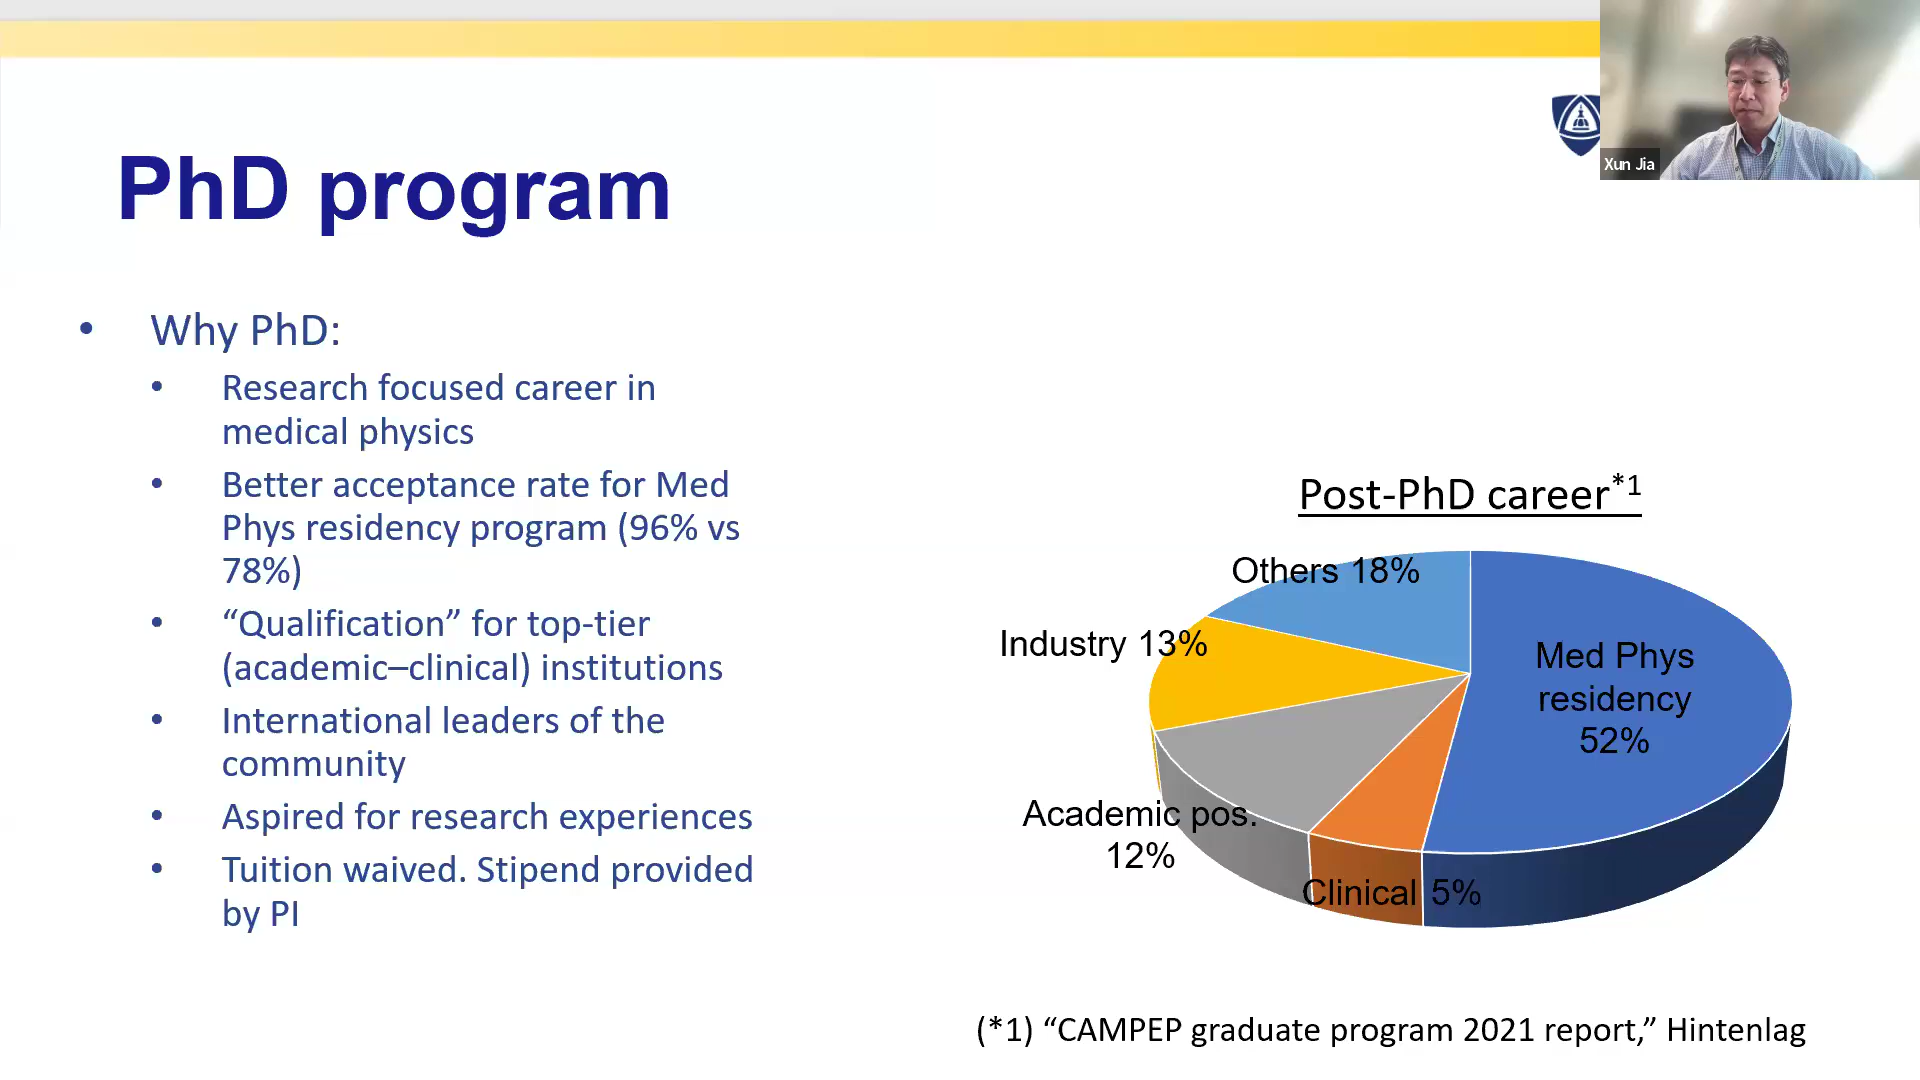 Xun Jia
PhD program
• Why PhD:
• Research focused career in
medical physics
• Better acceptance rate for Med
Phys residency program (96% vs
78%)
• “Qualification” for top-tier
(academic–clinical) institutions
• International leaders of the
community
• Aspired for research experiences
• Tuition waived. Stipend provided
by PI
Post-PhD career*1
Others 18%
Industry 13%
Med Phys
residency
52%
Academic pos.
12%
Clinical 5%
(*1) “CAMPEP graduate program 2021 report,” Hintenlag